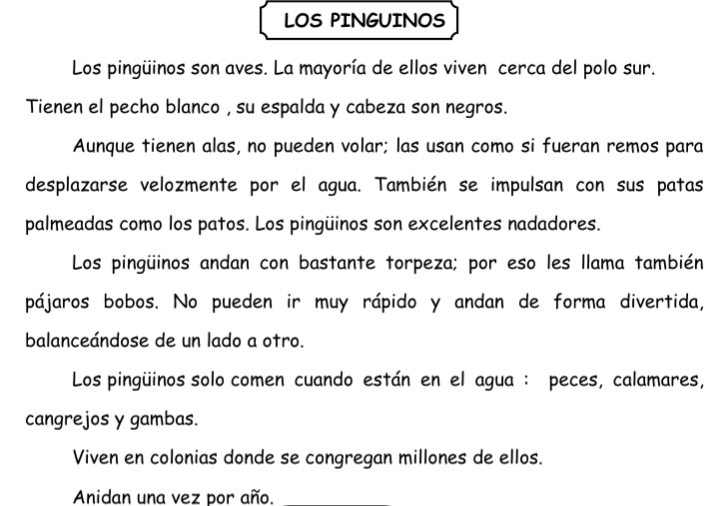 LOS PINGUINOS
Los pingüinos son aves. La mayoría de ellos viven cerca del polo sur.
Tienen el pecho blanco , su espalda y cabeza son negros.
Aunque tienen alas, no pueden volar; las usan como si fueran remos para
desplazarse velozmente por el agua. También se impulsan con sus patas
palmeadas como los patos. Los pingüinos son excelentes nadadores.
Los pingüinos andan con bastante torpeza; por eso les llama también
pájaros bobos. No pueden ir muy rápido y andan de forma divertida,
balanceándose de un lado a otro.
Los pingüinos solo comen cuando están en el agua : peces, calamares,
cangrejos y gambas.
Viven en colonias donde se congregan millones de ellos.
Anidan una vez por año.